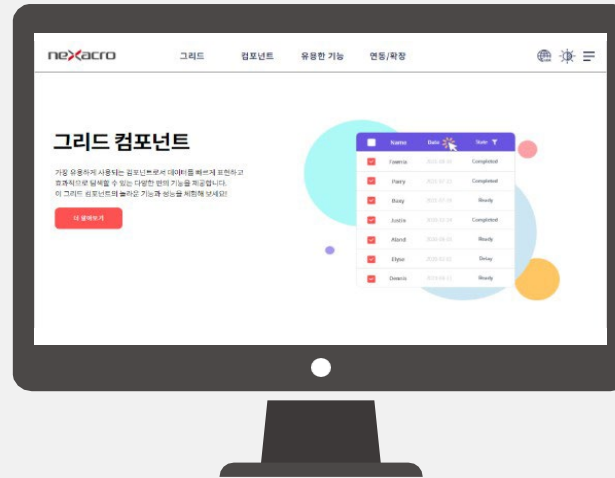 nexacro
그리드 컴포넌트 유용한 기능 연동/확장
그리드 컴포넌트
가장 유용하게 사용되는 컴포넌트로서 데이터를 빠르게 표현하고
효과적으로 탐색할 수 있는 다양한 기능을 제공합니다.
이 그리드 컴포넌트의 놀라운 기능과 성능을 체험해 보세요!
더 알아보기
Name Date State
Completed
Parry Completed
Roxy Ready
Justin Completed
Aland Ready
Elyse Delay
Dennis Ready